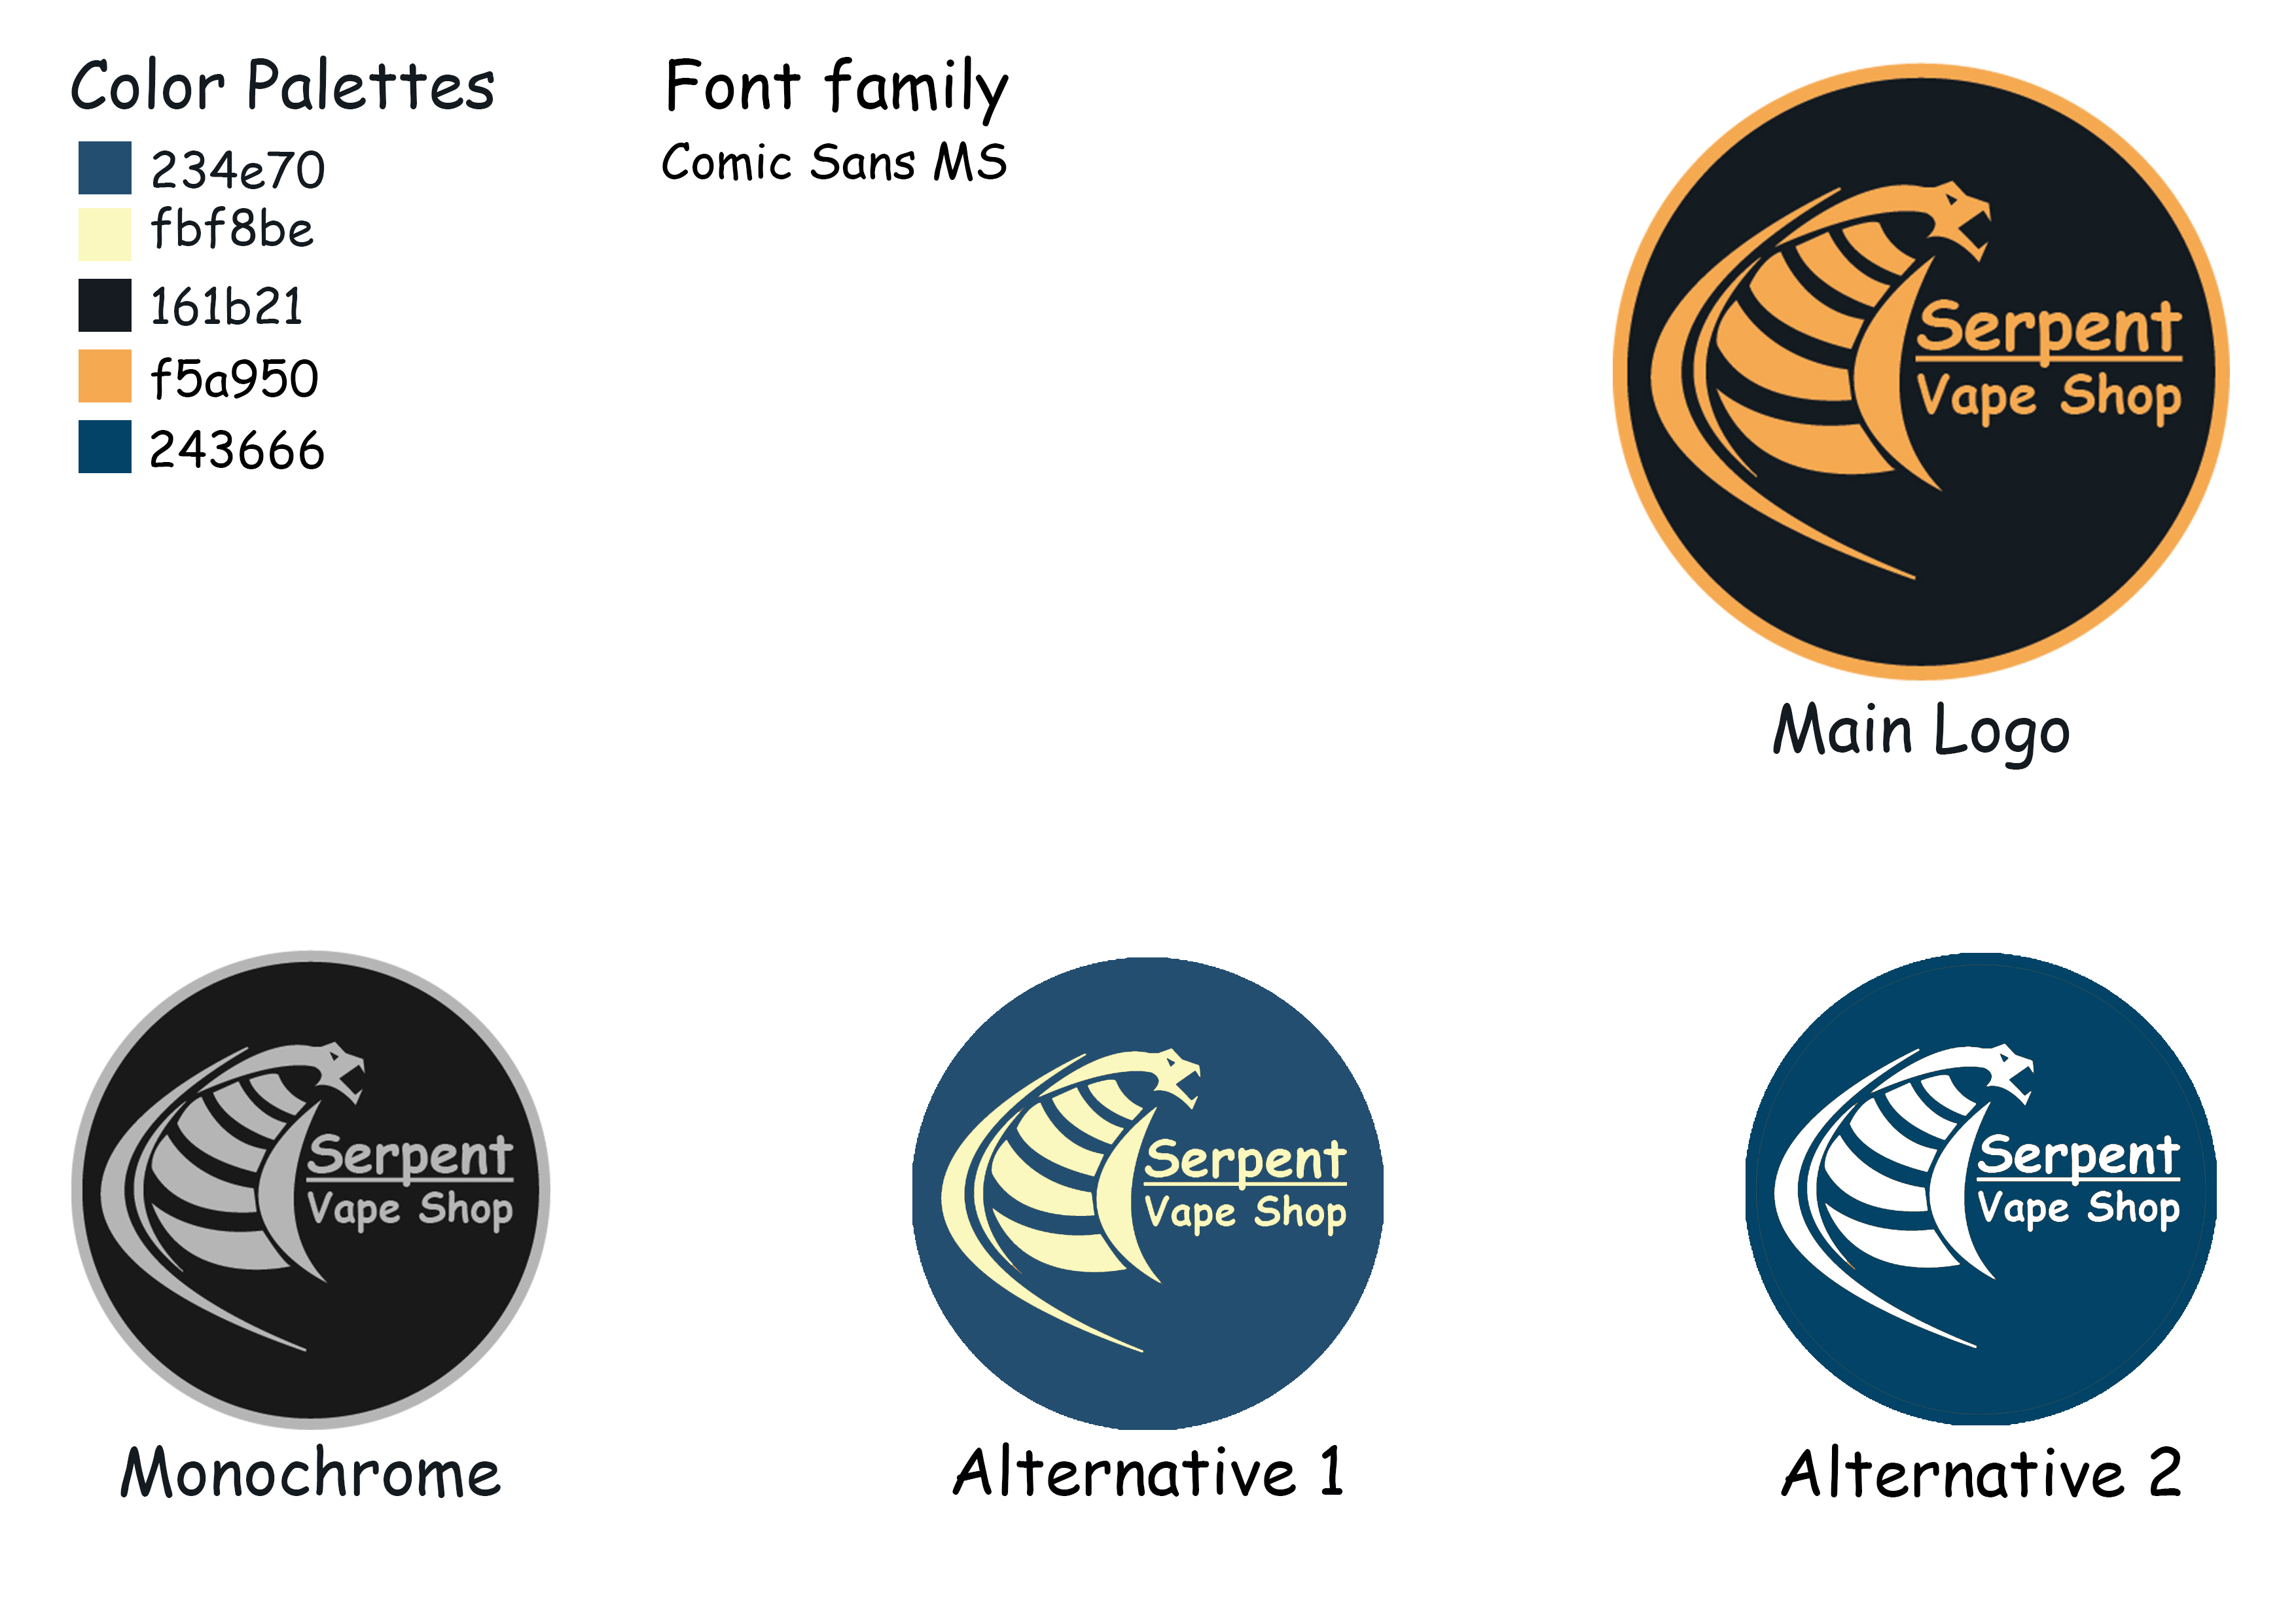 Color Palettes
234e70
fbf8be
161b21
f5a950
243666
Font family
Comic Sans MS
Serpent
Vape Shop
Main Logo
Serpent
Vape Shop
Monochrome
Serpent
Vape Shop
Alternative 1
Serpent
Vape Shop
Alternative 2